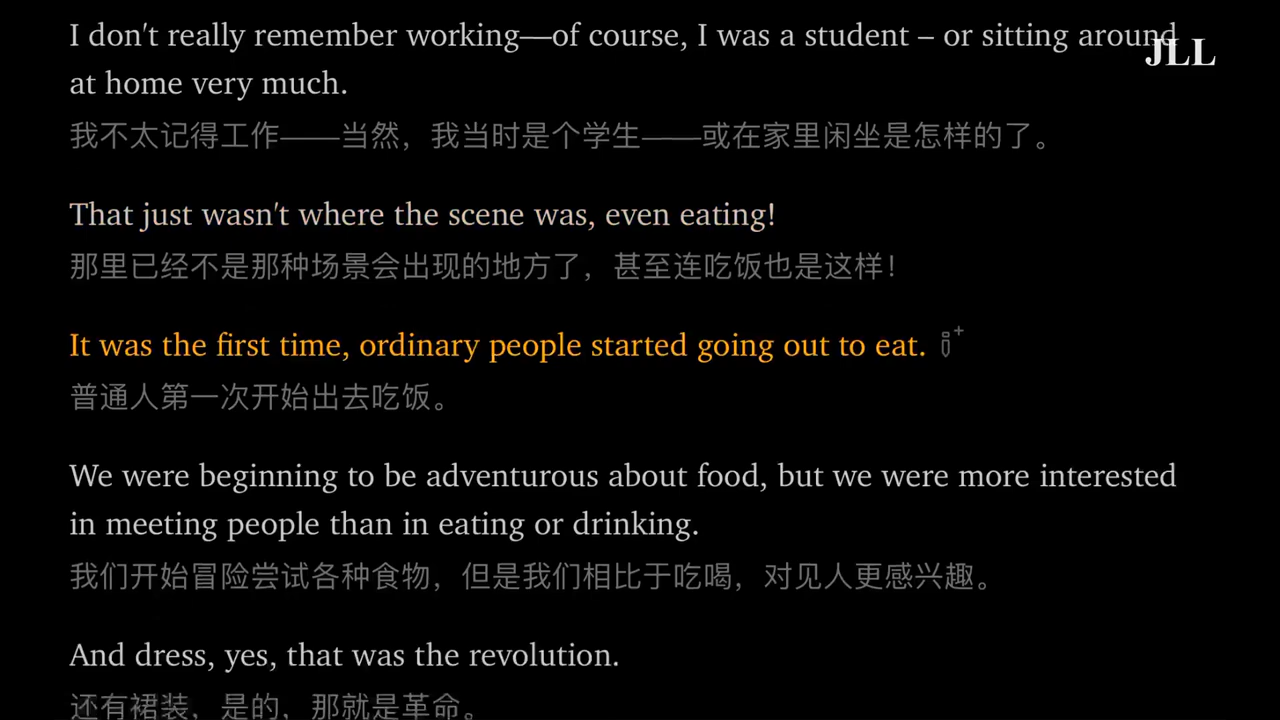 I don't really remember working—of course, I was a student – or sitting around
JLL
at home very much.
我不太记得工作——当然，我当时是个学生——或在家里闲坐是怎样的了。
That just wasn't where the scene was, even eating!
那里已经不是那种场景会出现的地方了，甚至连吃饭也是这样！
It was the first time, ordinary people started going out to eat.
普通人第一次开始出去吃饭。
We were beginning to be adventurous about food, but we were more interested
in meeting people than in eating or drinking.
我们开始冒险尝试各种食物，但是我们相比于吃喝，对见人更感兴趣。
And dress, yes, that was the revolution.
还有裙装，是的，那就是革命。